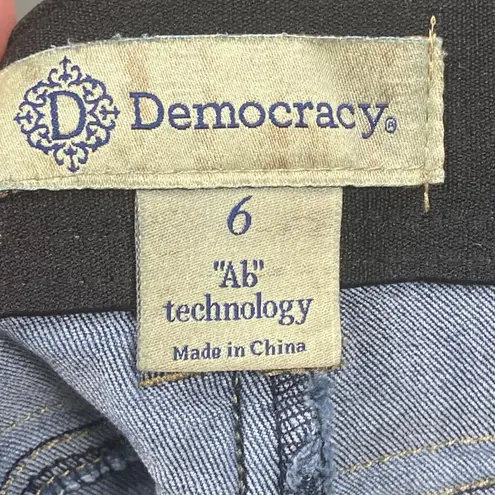 D Democracy®
6
"Ab"
technology
Made in China